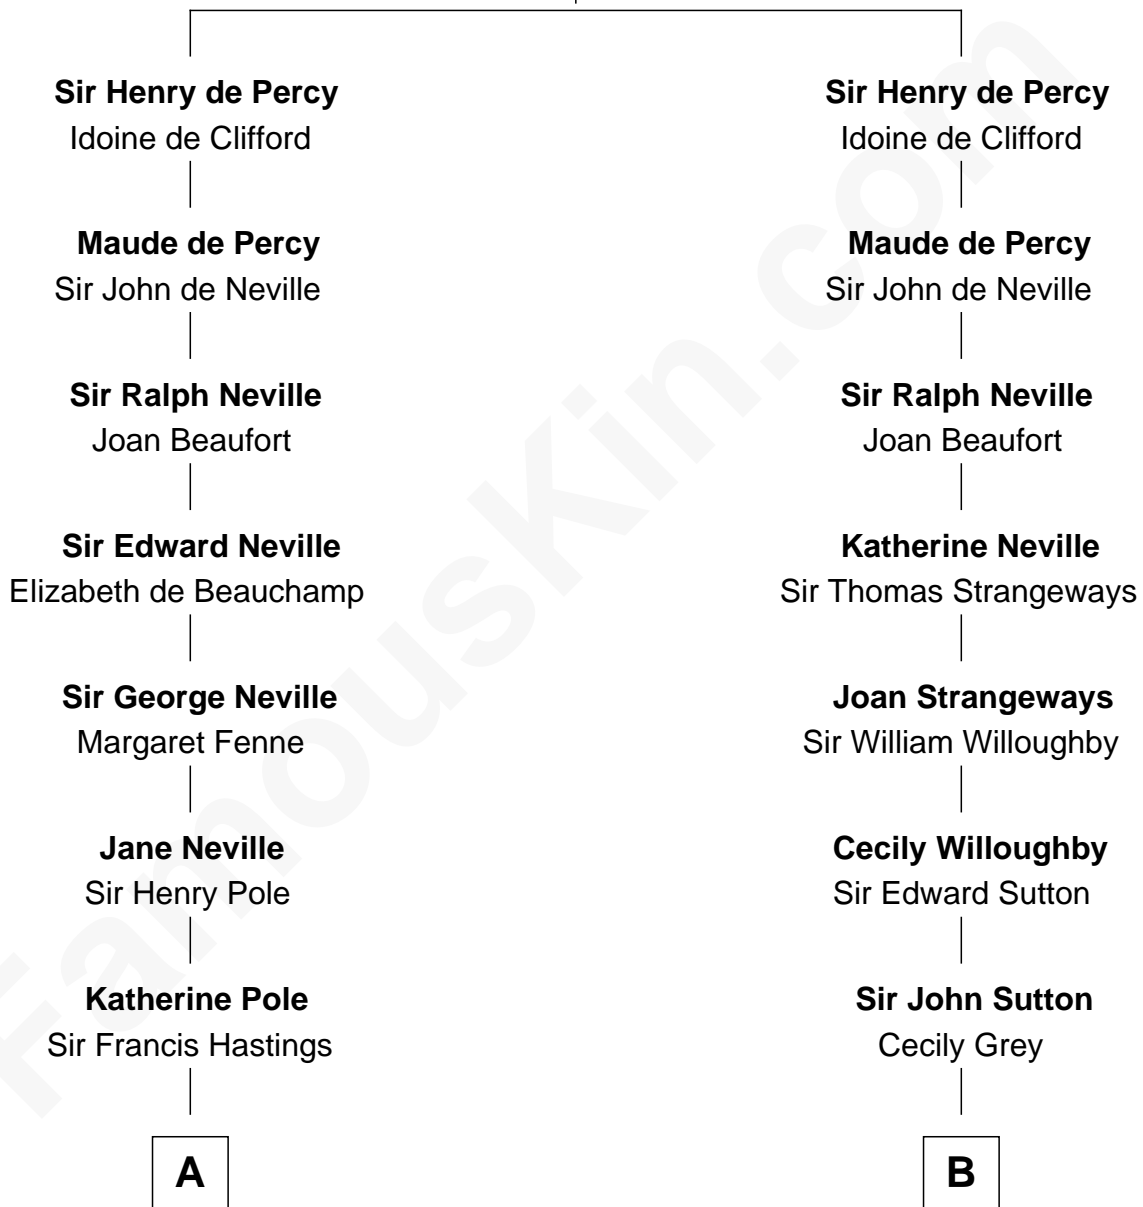 Sir Henry de Percy
Idoine de Clifford
Maude de Percy
Sir John de Neville
Sir Ralph Neville
Joan Beaufort
Sir Edward Neville
Elizabeth de Beauchamp
Sir George Neville
Margaret Fenne
Jane Neville
Sir Henry Pole
Katherine Pole
Sir Francis Hastings
A
Sir Henry de Percy
Idoine de Clifford
Maude de Percy
Sir John de Neville
Sir Ralph Neville
Joan Beaufort
Katherine Neville
Sir Thomas Strangeways
Joan Strangeways
Sir William Willoughby
Cecily Willoughby
Sir Edward Sutton
Sir John Sutton
Cecily Grey
B
FamousKin.com